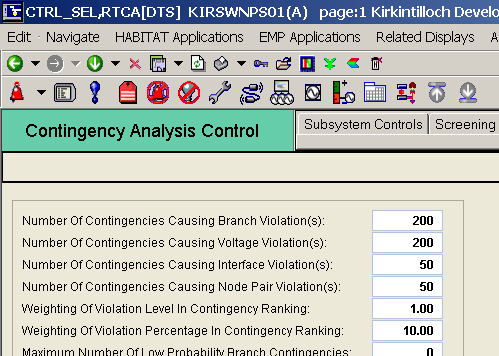 CTRL_SEL,RTCA[DTS] KIRSWNPS01(A) page:1 Kirkintilloch Develo
Edit Navigate HABITAT Applications EMP Applications Related Displays A
Contingency Analysis Control
Subsystem Controls Screening
Number Of Contingencies Causing Branch Violation(s): 200
Number Of Contingencies Causing Voltage Violation(s): 200
Number Of Contingencies Causing Interface Violation(s): 50
Number Of Contingencies Causing Node Pair Violation(s): 50
Weighting Of Violation Level In Contingency Ranking: 1.00
Weighting Of Violation Percentage In Contingency Ranking: 10.00
Maximum Number Of Low Probability Branch Contingencies: 0